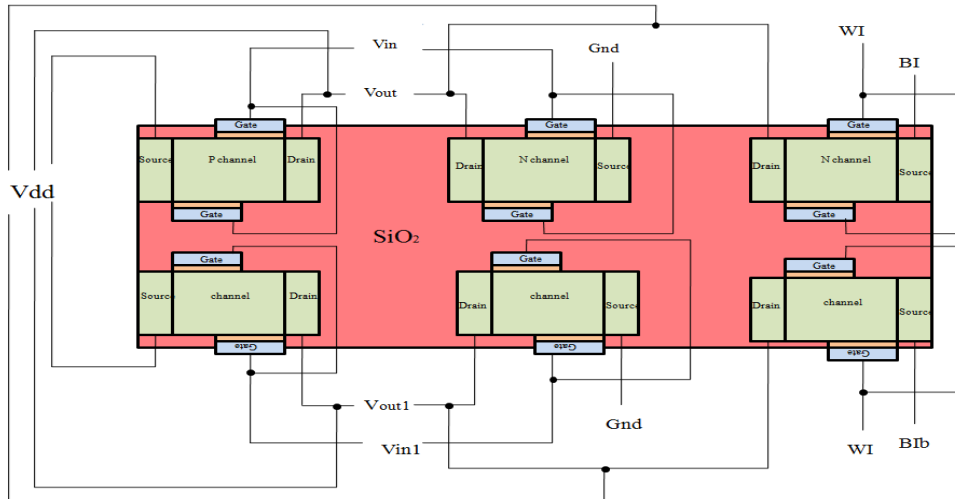 Vin
Gnd
WI
BI
Vout
Gate
Gate
Gate
Source
P channel
Drain
Drain
N channel
Source
Drain
N channel
Source
Vdd
Gate
Gate
Gate
SiO₂
Gate
Gate
Gate
Source
channel
Drain
Drain
channel
Source
Drain
channel
Source
Gate
Gate
Gate
Vout1
Gnd
Vin1
WI
BIb